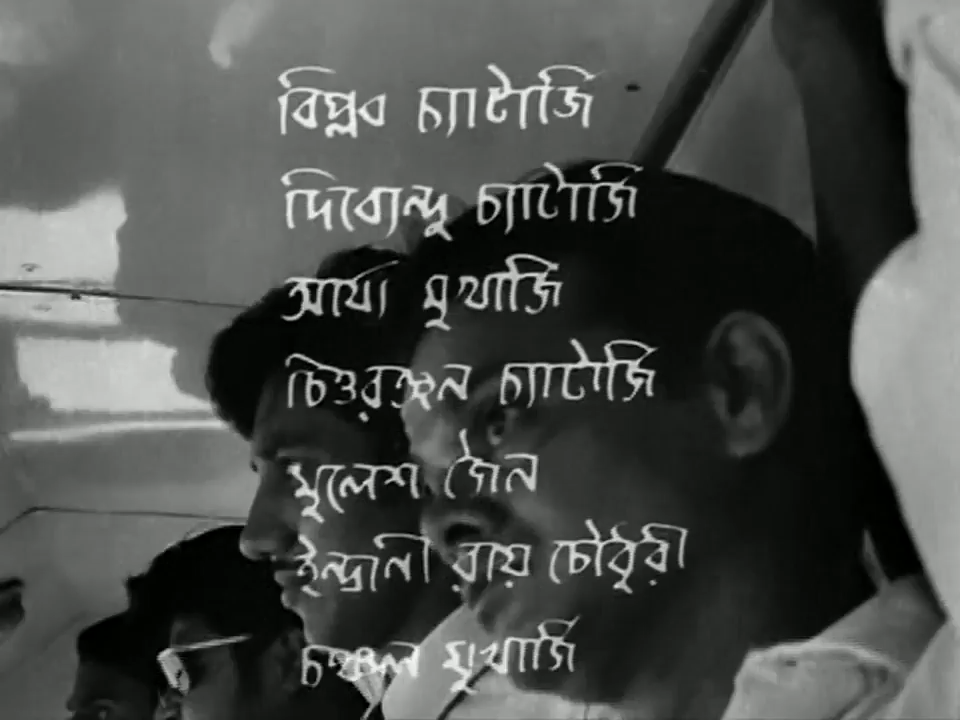 বিপ্লব চ্যাটার্জি
দিব্যেন্দু চ্যাটার্জি
আর্য্য মুখার্জি
চিত্তরঞ্জন চ্যাটার্জি
মূলেশ জৈন
ইন্দ্রানী রায় চৌধুরী
চঞ্চল মুখার্জি